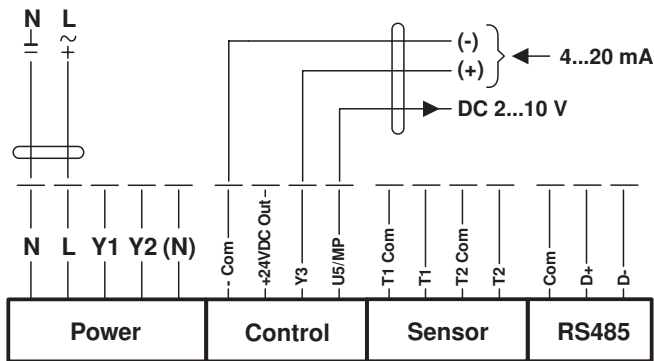 N L
⊥ ~
= +
(-)
(+)
4...20 mA
DC 2...10 V
N L Y1 Y2 (N)
- Com
+24VDC Out
Y3
U5/MP
T1 Com
T1
T2 Com
T2
Com
D+
D-
Power
Control
Sensor
RS485